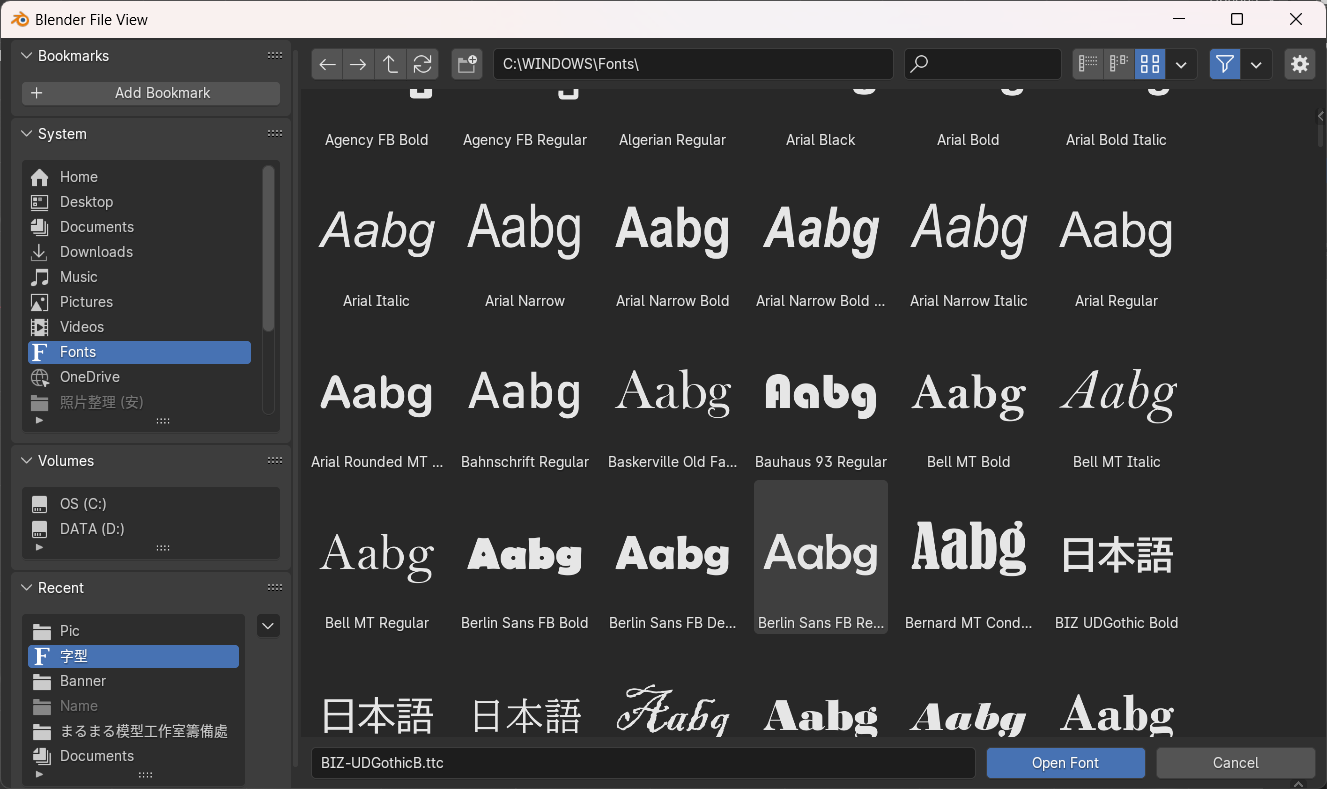 Blender File View
Bookmarks
Add Bookmark
System
Home
Desktop
Documents
Downloads
Music
Pictures
Videos
Fonts
OneDrive
照片整理 (安)
Volumes
OS (C:)
DATA (D:)
Recent
Pic
字型
Banner
Name
まるまる模型工作室籌備處
Documents
C:\WINDOWS\Fonts\
Agency FB Bold Agency FB Regular Algerian Regular Arial Black Arial Bold Arial Bold Italic
Aabg Aabg Aabg Aabg Aabg Aabg
Arial Italic Arial Narrow Arial Narrow Bold Arial Narrow Bold ... Arial Narrow Italic Arial Regular
Aabg Aabg Aabg Aabg Aabg Aabg
Arial Rounded MT ... Bahnschrift Regular Baskerville Old Fa... Bauhaus 93 Regular Bell MT Bold Bell MT Italic
Aabg Aabg Aabg Aabg Aabg 日本語
Bell MT Regular Berlin Sans FB Bold Berlin Sans FB De... Berlin Sans FB Re... Bernard MT Cond... BIZ UDGothic Bold
日本語 日本語 Aabg Aabg Aabg Aabg
BIZ-UDGothicB.ttc
Open Font
Cancel